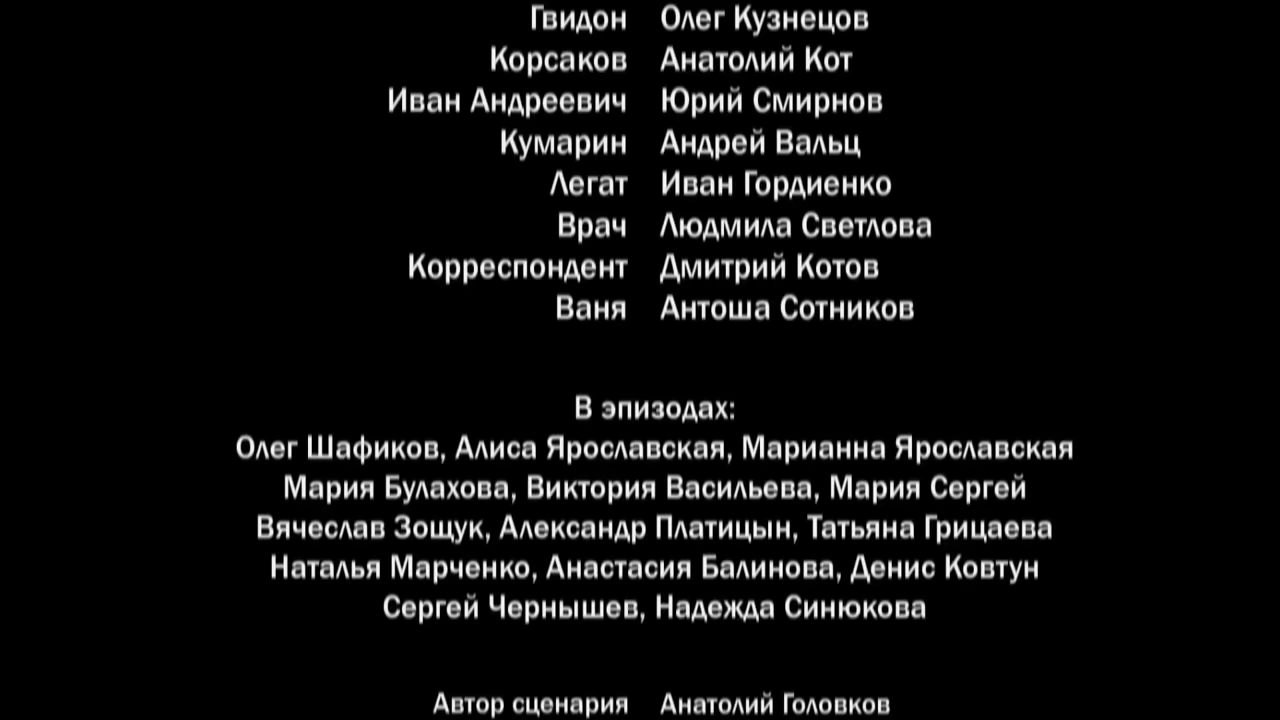 Гвидон Олег Кузнецов
Корсаков Анатолий Кот
Иван Андреевич Юрий Смирнов
Кумарин Андрей Вальц
Легат Иван Гордиенко
Врач Людмила Светлова
Корреспондент Дмитрий Котов
Ваня Антоша Сотников
В эпизодах:
Олег Шафиков, Алиса Ярославская, Марианна Ярославская
Мария Булахова, Виктория Васильева, Мария Сергей
Вячеслав Зощук, Александр Платицын, Татьяна Грицаева
Наталья Марченко, Анастасия Балинова, Денис Ковтун
Сергей Чернышев, Надежда Синюкова
Автор сценария Анатолий Головков